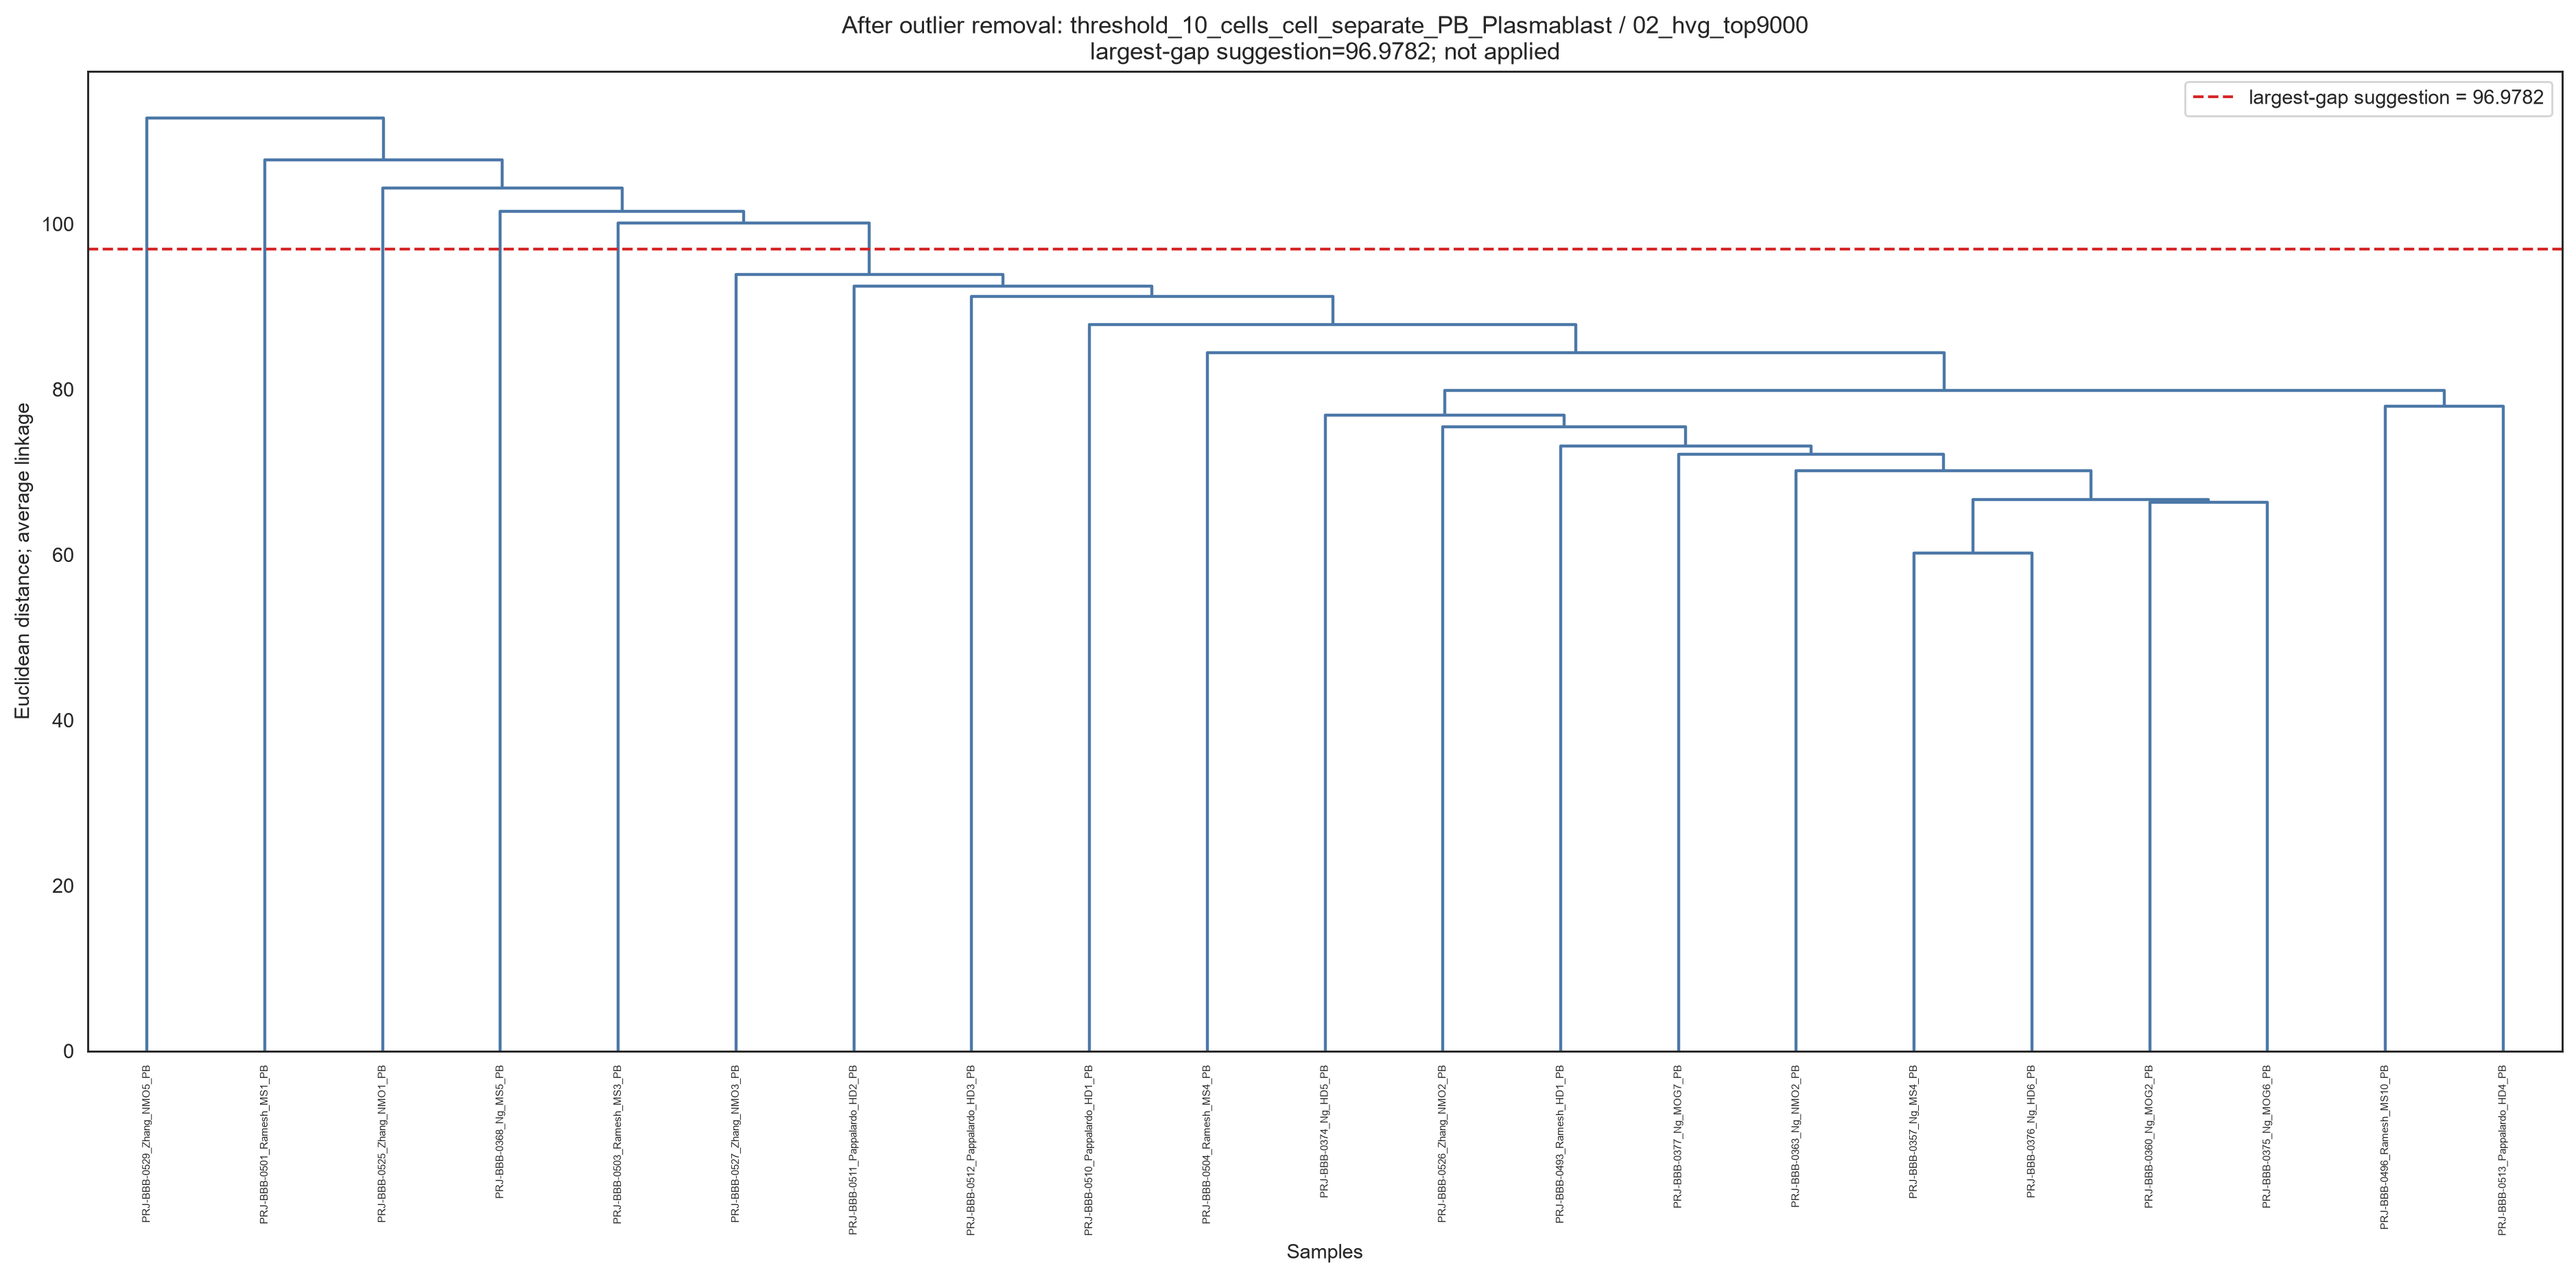 After outlier removal: threshold_10_cells_cell_separate_PB_Plasmablast / 02_hvg_top9000
largest-gap suggestion=96.9782; not applied
largest-gap suggestion = 96.9782
Euclidean distance; average linkage
100
80
60
40
20
0
PRJ-BBB-0529_Zhang_NMO5_PB
PRJ-BBB-0501_Ramesh_MS1_PB
PRJ-BBB-0525_Zhang_NMO1_PB
PRJ-BBB-0368_Ng_MS5_PB
PRJ-BBB-0503_Ramesh_MS3_PB
PRJ-BBB-0527_Zhang_NMO3_PB
PRJ-BBB-0511_Pappalardo_HD2_PB
PRJ-BBB-0512_Pappalardo_HD3_PB
PRJ-BBB-0510_Pappalardo_HD1_PB
PRJ-BBB-0504_Ramesh_MS4_PB
PRJ-BBB-0374_Ng_HD5_PB
PRJ-BBB-0526_Zhang_NMO2_PB
PRJ-BBB-0493_Ramesh_HD1_PB
PRJ-BBB-0377_Ng_MOG7_PB
PRJ-BBB-0363_Ng_NMO2_PB
PRJ-BBB-0357_Ng_MS4_PB
PRJ-BBB-0376_Ng_HD6_PB
PRJ-BBB-0360_Ng_MOG2_PB
PRJ-BBB-0375_Ng_MOG6_PB
PRJ-BBB-0496_Ramesh_MS10_PB
PRJ-BBB-0513_Pappalardo_HD4_PB
Samples